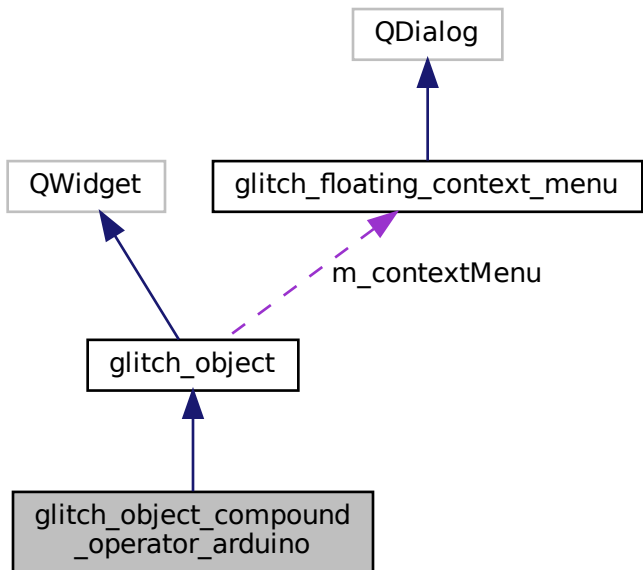 QDialog
QWidget
glitch_floating_context_menu
m_contextMenu
glitch_object
glitch_object_compound
_operator_arduino